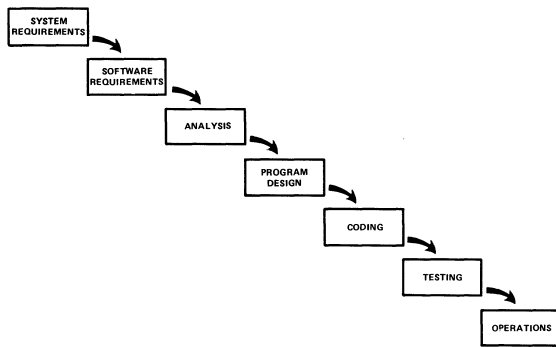 SYSTEM
REQUIREMENTS
SOFTWARE
REQUIREMENTS
ANALYSIS
PROGRAM
DESIGN
CODING
TESTING
OPERATIONS